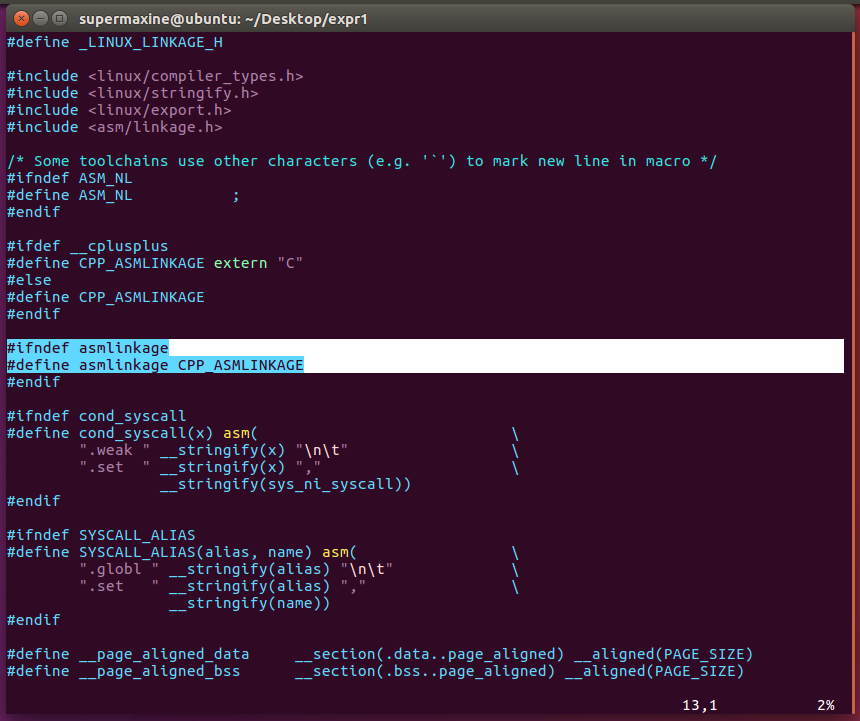 supermaxine@ubuntu: ~/Desktop/expr1
#define _LINUX_LINKAGE_H
#include <linux/compiler_types.h>
#include <linux/stringify.h>
#include <linux/export.h>
#include <asm/linkage.h>
/* Some toolchains use other characters (e.g. '`') to mark new line in macro */
#ifndef ASM_NL
#define ASM_NL           ;
#endif
#ifdef __cplusplus
#define CPP_ASMLINKAGE extern "C"
#else
#define CPP_ASMLINKAGE
#endif
#ifndef asmlinkage
#define asmlinkage CPP_ASMLINKAGE
#endif
#ifndef cond_syscall
#define cond_syscall(x) asm(                            \
        ".weak " __stringify(x) "\n\t"                  \
        ".set  " __stringify(x) ","                     \
                 __stringify(sys_ni_syscall))
#endif
#ifndef SYSCALL_ALIAS
#define SYSCALL_ALIAS(alias, name) asm(                 \
        ".globl " __stringify(alias) "\n\t"             \
        ".set   " __stringify(alias) ","                \
                  __stringify(name))
#endif
#define __page_aligned_data     __section(.data..page_aligned) __aligned(PAGE_SIZE)
#define __page_aligned_bss      __section(.bss..page_aligned) __aligned(PAGE_SIZE)
13,1           2%